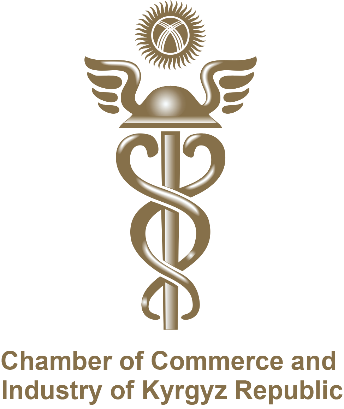 Chamber of Commerce and
Industry of Kyrgyz Republic